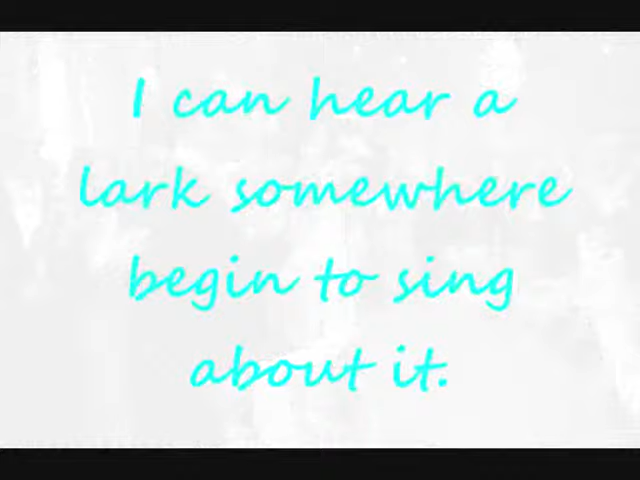 I can hear a
lark somewhere
begin to sing
about it.